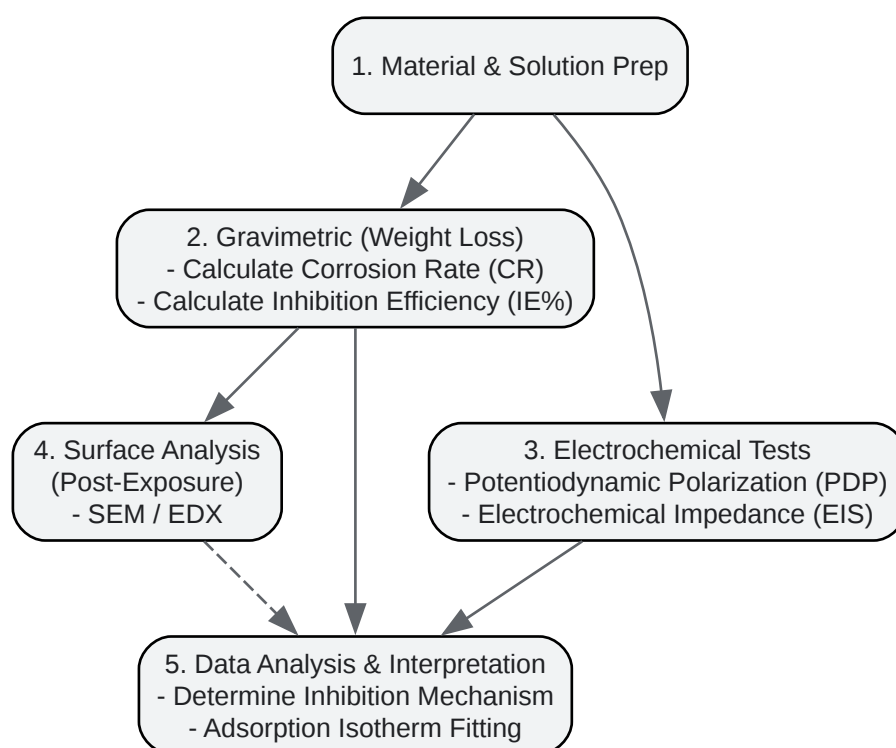 1. Material & Solution Prep
2. Gravimetric (Weight Loss)
- Calculate Corrosion Rate (CR)
- Calculate Inhibition Efficiency (IE%)
4. Surface Analysis
(Post-Exposure)
- SEM / EDX
3. Electrochemical Tests
- Potentiodynamic Polarization (PDP)
- Electrochemical Impedance (EIS)
5. Data Analysis & Interpretation
- Determine Inhibition Mechanism
- Adsorption Isotherm Fitting